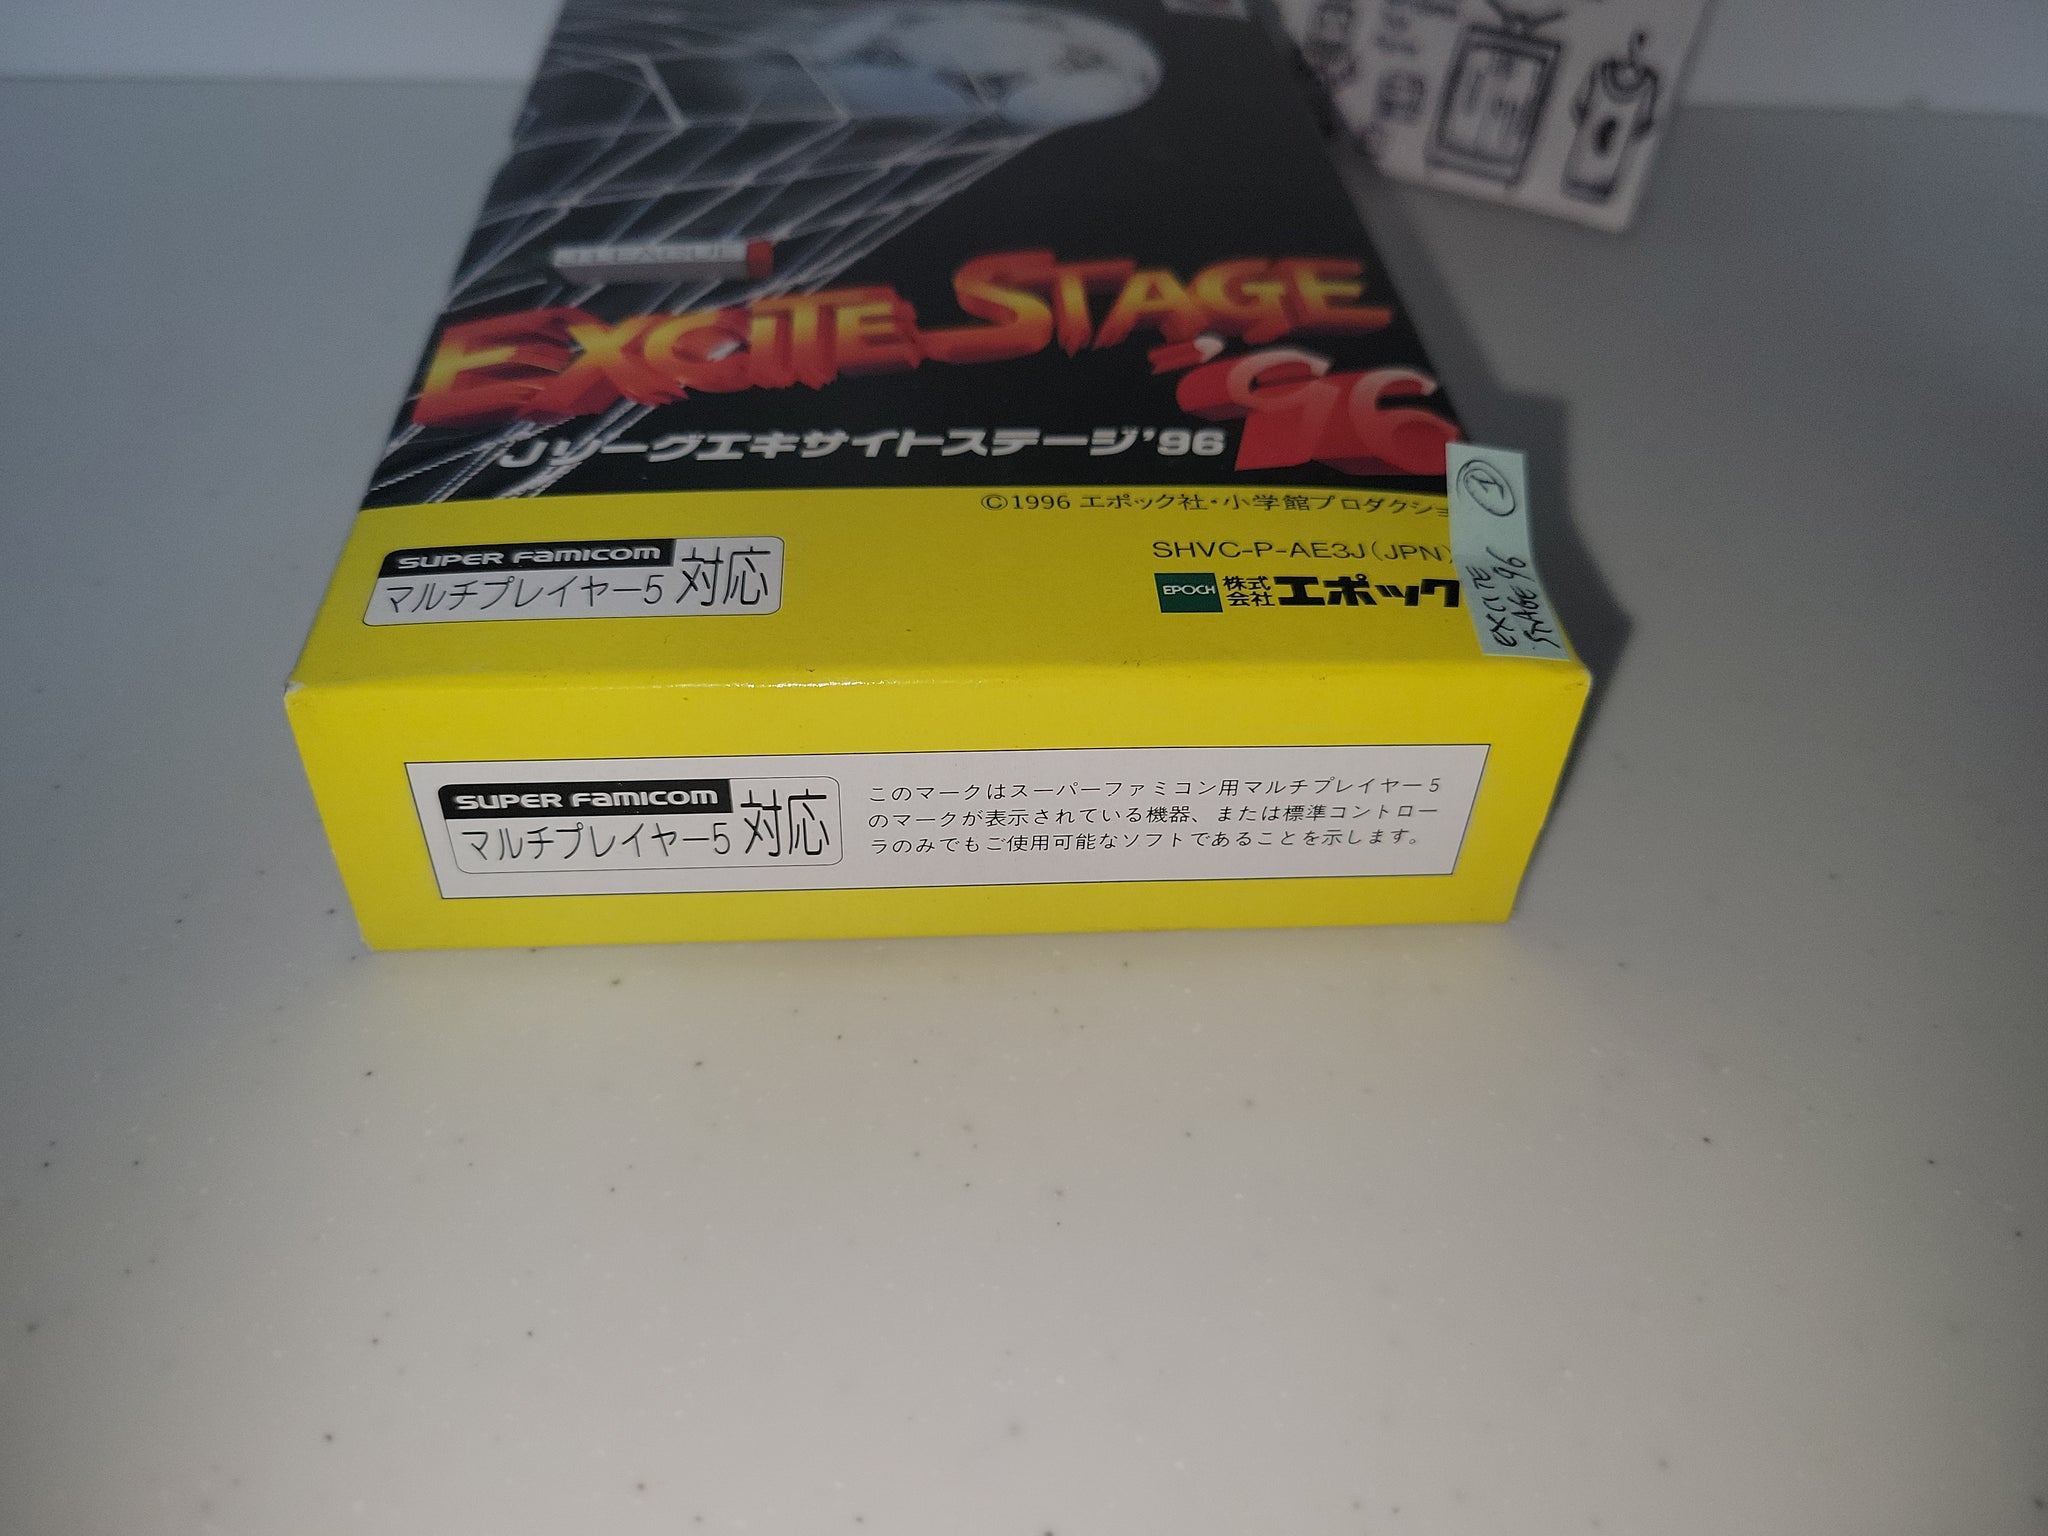 J.LEAGUE
EXCITE STAGE
'96
Jリーグエキサイトステージ'96
©1996 エポック社・小学館プロダクショ
SUPER FAMICOM
マルチプレイヤー5 対応
SHVC-P-AE3J(JPN)
EPOCH 株式会社エポック
1
EXCITE
STAGE 96
SUPER FAMICOM
マルチプレイヤー5 対応
このマークはスーパーファミコン用マルチプレイヤー5
のマークが表示されている機器、または標準コントロー
ラのみでもご使用可能なソフトであることを示します。